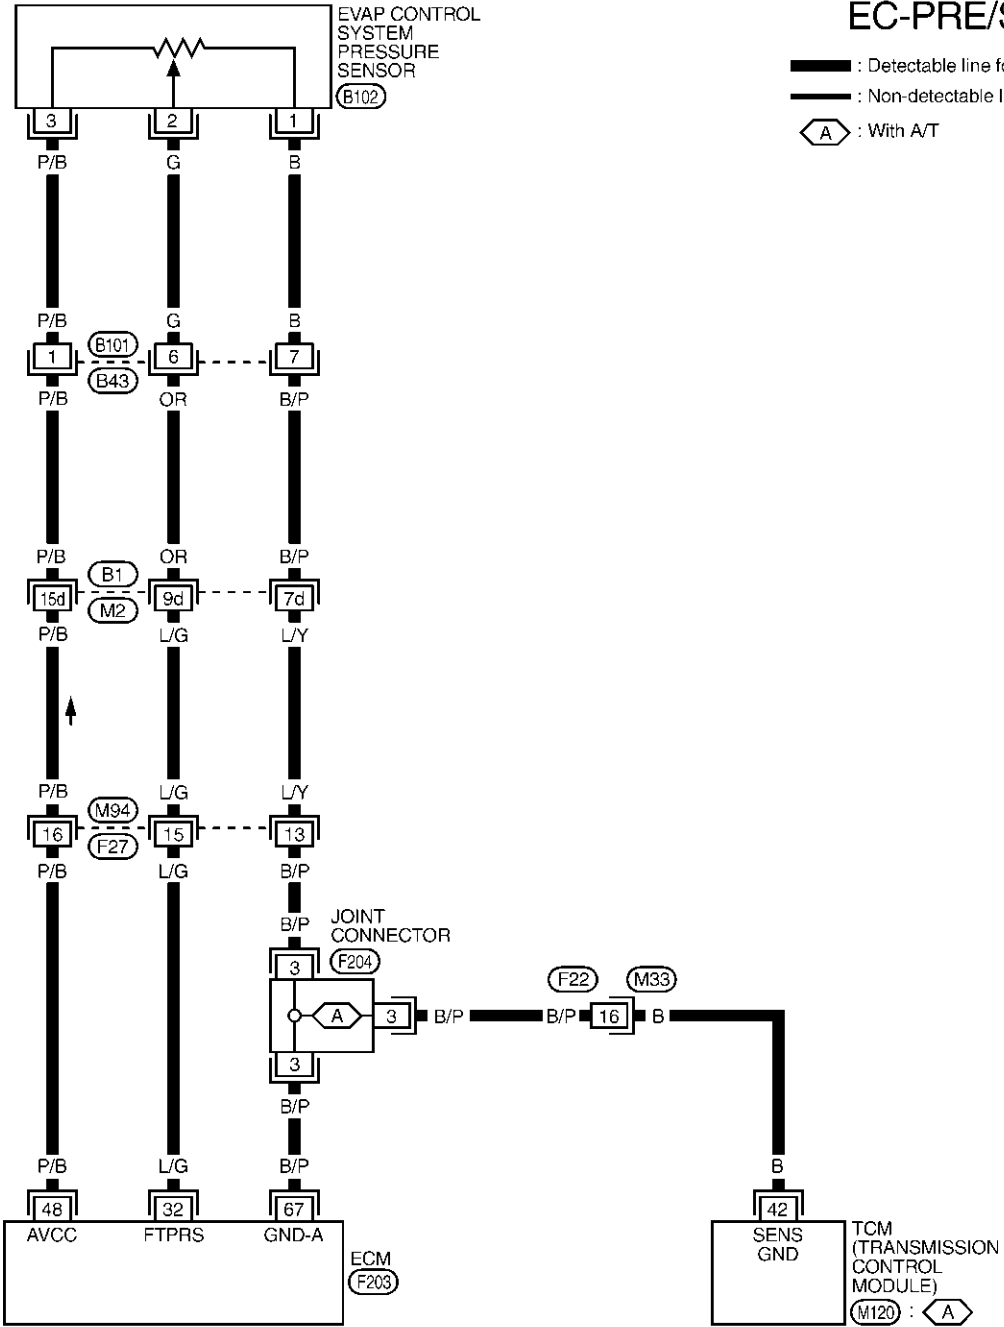 EC-PRE/S
EVAP CONTROL
SYSTEM
PRESSURE
SENSOR
B102
: Detectable line fo
: Non-detectable l
A : With A/T
3 2 1
P/B G B
P/B G B
1 B101 6 7
B43
P/B OR B/P
P/B OR B/P
15d B1 9d 7d
M2
P/B L/G L/Y
P/B L/G L/Y
16 M94 15 13
F27
P/B L/G B/P
B/P
JOINT
CONNECTOR
F204
3
A 3 B/P B/P F22 16 M33 B
3
B/P
P/B L/G B/P B
48 32 67 42
AVCC FTPRS GND-A
ECM
F203
SENS
GND
TCM
(TRANSMISSION
CONTROL
MODULE)
M120 : A